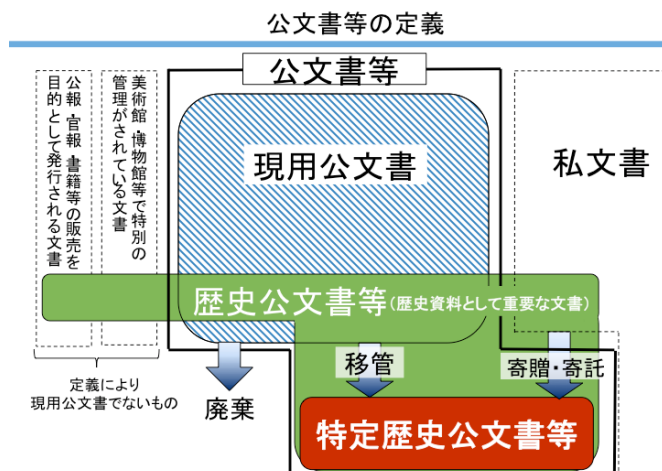 公文書等の定義
公文書等
公報・官報・書籍等の販売を
目的として発行される文書
美術館・博物館等で特別の
管理がされている文書
現用公文書
私文書
歴史公文書等(歴史資料として重要な文書)
定義により
現用公文書でないもの
廃棄
移管
寄贈・寄託
特定歴史公文書等